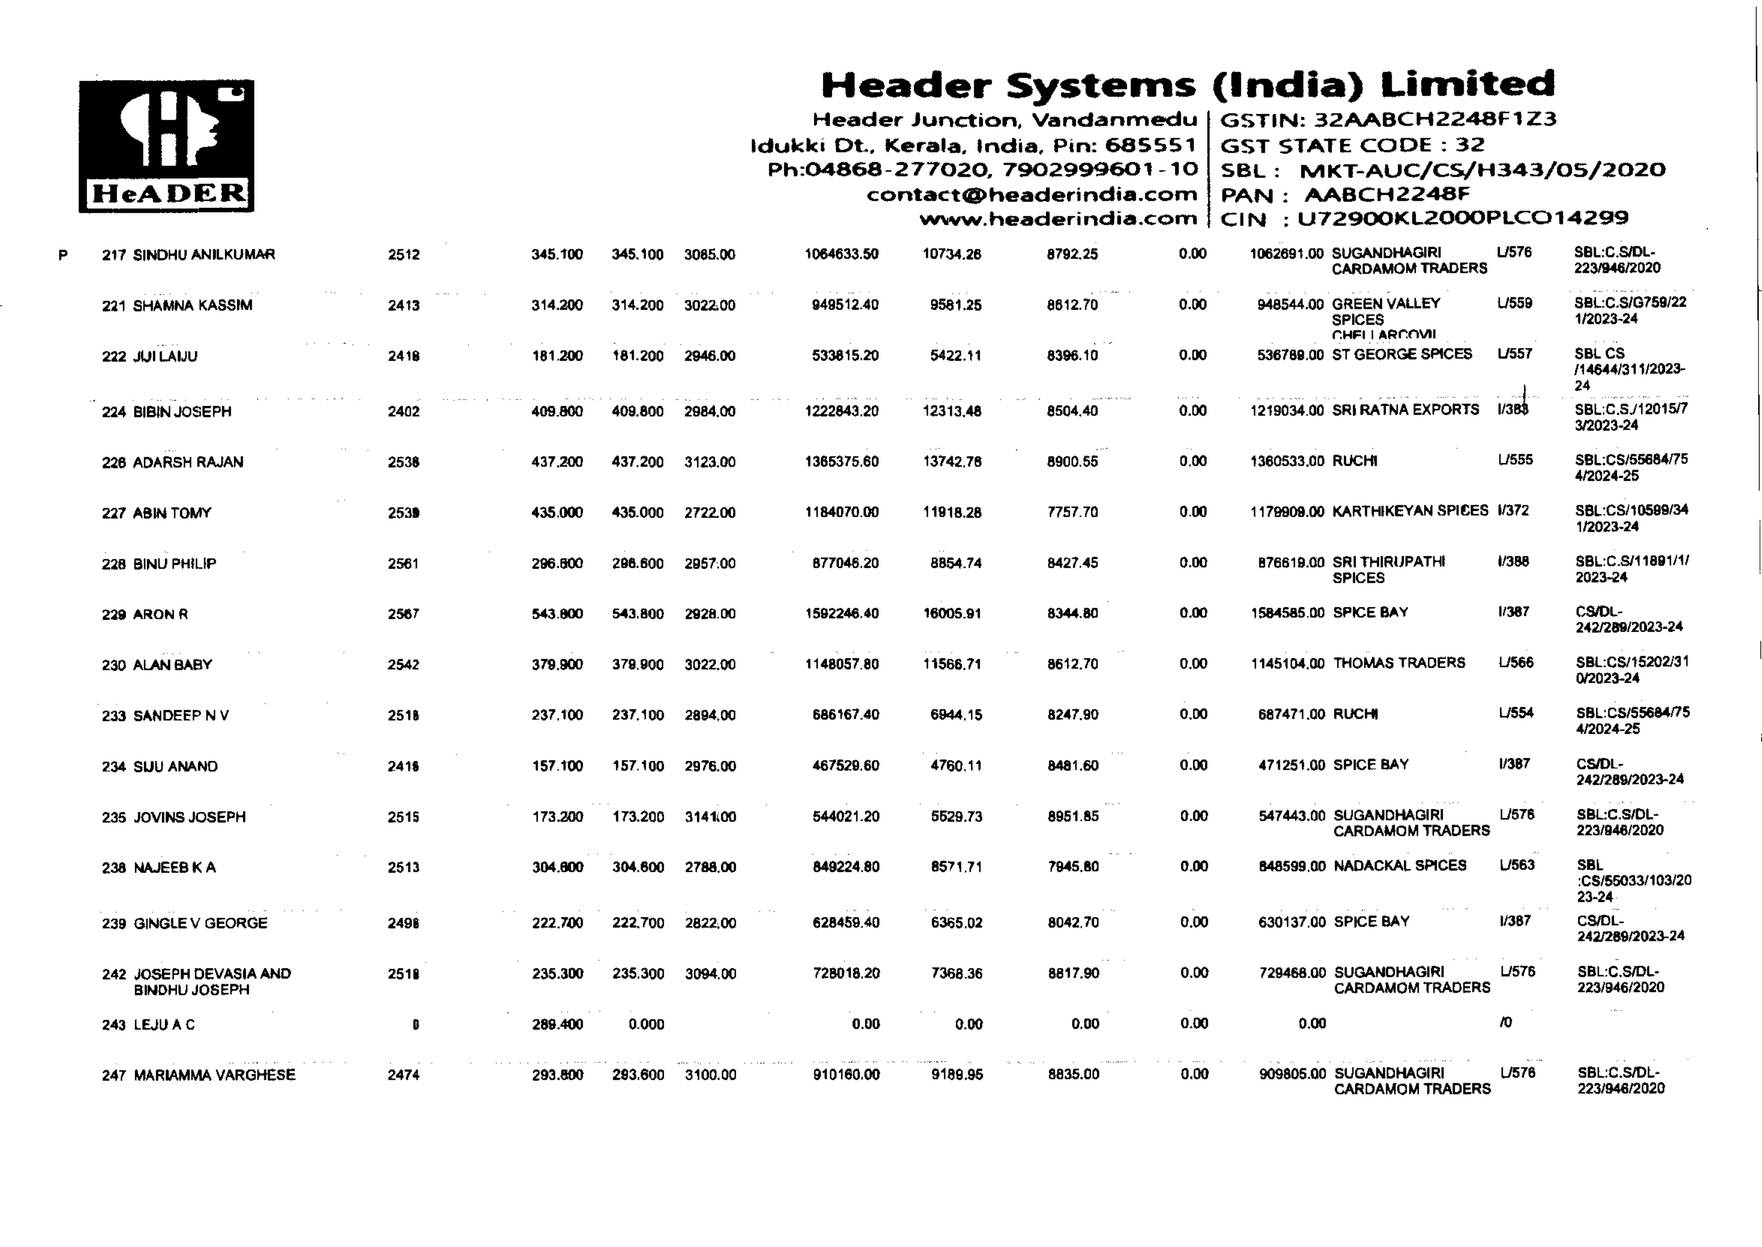 HeADER
Header Systems (India) Limited
Header Junction, Vandanmedu GSTIN: 32AABCH2248F1Z3
Idukki Dt., Kerala, India, Pin: 685551 GST STATE CODE : 32
Ph:04868-277020, 7902999601-10 SBL : MKT-AUC/CS/H343/05/2020
contact@headerindia.com PAN : AABCH2248F
www.headerindia.com CIN : U72900KL2000PLC014299
P 217 SINDHU ANILKUMAR 2512 345.100 345.100 3085.00 1064633.50 10734.26 8792.25 0.00 1062691.00 SUGANDHAGIRI L/576 SBL:C.S/DL-
CARDAMOM TRADERS 223/946/2020
221 SHAMNA KASSIM 2413 314.200 314.200 3022.00 949512.40 9581.25 8612.70 0.00 948544.00 GREEN VALLEY L/559 SBL:C.S/G759/22
SPICES 1/2023-24
CHELLARCOVIL
222 JIJI LAIJU 2418 181.200 181.200 2946.00 533815.20 5422.11 8396.10 0.00 536789.00 ST GEORGE SPICES L/557 SBL CS
/14644/311/2023-
24
224 BIBIN JOSEPH 2402 409.800 409.800 2984.00 1222843.20 12313.48 8504.40 0.00 1219034.00 SRI RATNA EXPORTS SBL:C.S./12015/7
3/2023-24
226 ADARSH RAJAN 2538 437.200 437.200 3123.00 1365375.60 13742.76 8900.55 0.00 1360533.00 RUCHI L/555 SBL:CS/55684/75
4/2024-25
227 ABIN TOMY 2539 435.000 435.000 2722.00 1184070.00 11918.28 7757.70 0.00 1179909.00 KARTHIKEYAN SPICES I/372 SBL:CS/10599/34
1/2023-24
228 BINU PHILIP 2561 296.600 296.600 2957.00 877046.20 8854.74 8427.45 0.00 876619.00 SRI THIRUPATHI I/388 SBL:C.S/11891/1/
SPICES 2023-24
229 ARON R 2567 543.800 543.800 2928.00 1592246.40 16005.91 8344.80 0.00 1584585.00 SPICE BAY I/387 CS/DL-
242/289/2023-24
230 ALAN BABY 2542 379.900 379.900 3022.00 1148057.80 11566.71 8612.70 0.00 1145104.00 THOMAS TRADERS L/566 SBL:CS/15202/31
0/2023-24
233 SANDEEP N V 2518 237.100 237.100 2894.00 686167.40 6944.15 8247.90 0.00 687471.00 RUCHI L/554 SBL:CS/55684/75
4/2024-25
234 SIJU ANAND 2416 157.100 157.100 2976.00 467529.60 4760.11 8481.60 0.00 471251.00 SPICE BAY I/387 CS/DL-
242/289/2023-24
235 JOVINS JOSEPH 2515 173.200 173.200 3141.00 544021.20 5529.73 8951.85 0.00 547443.00 SUGANDHAGIRI L/576 SBL:C.S/DL-
CARDAMOM TRADERS 223/946/2020
238 NAJEEB K A 2513 304.600 304.600 2788.00 849224.80 8571.71 7945.80 0.00 848599.00 NADACKAL SPICES L/563 SBL
:CS/55033/103/20
23-24
239 GINGLE V GEORGE 2498 222.700 222.700 2822.00 628459.40 6365.02 8042.70 0.00 630137.00 SPICE BAY I/387 CS/DL-
242/289/2023-24
242 JOSEPH DEVASIA AND 2518 235.300 235.300 3094.00 728018.20 7368.36 8817.90 0.00 729468.00 SUGANDHAGIRI L/576 SBL:C.S/DL-
BINDHU JOSEPH CARDAMOM TRADERS 223/946/2020
243 LEJU A C 0 289.400 0.000 0.00 0.00 0.00 0.00 0.00 /0
247 MARIAMMA VARGHESE 2474 293.600 293.600 3100.00 910160.00 9189.95 8835.00 0.00 909805.00 SUGANDHAGIRI L/576 SBL:C.S/DL-
CARDAMOM TRADERS 223/946/2020